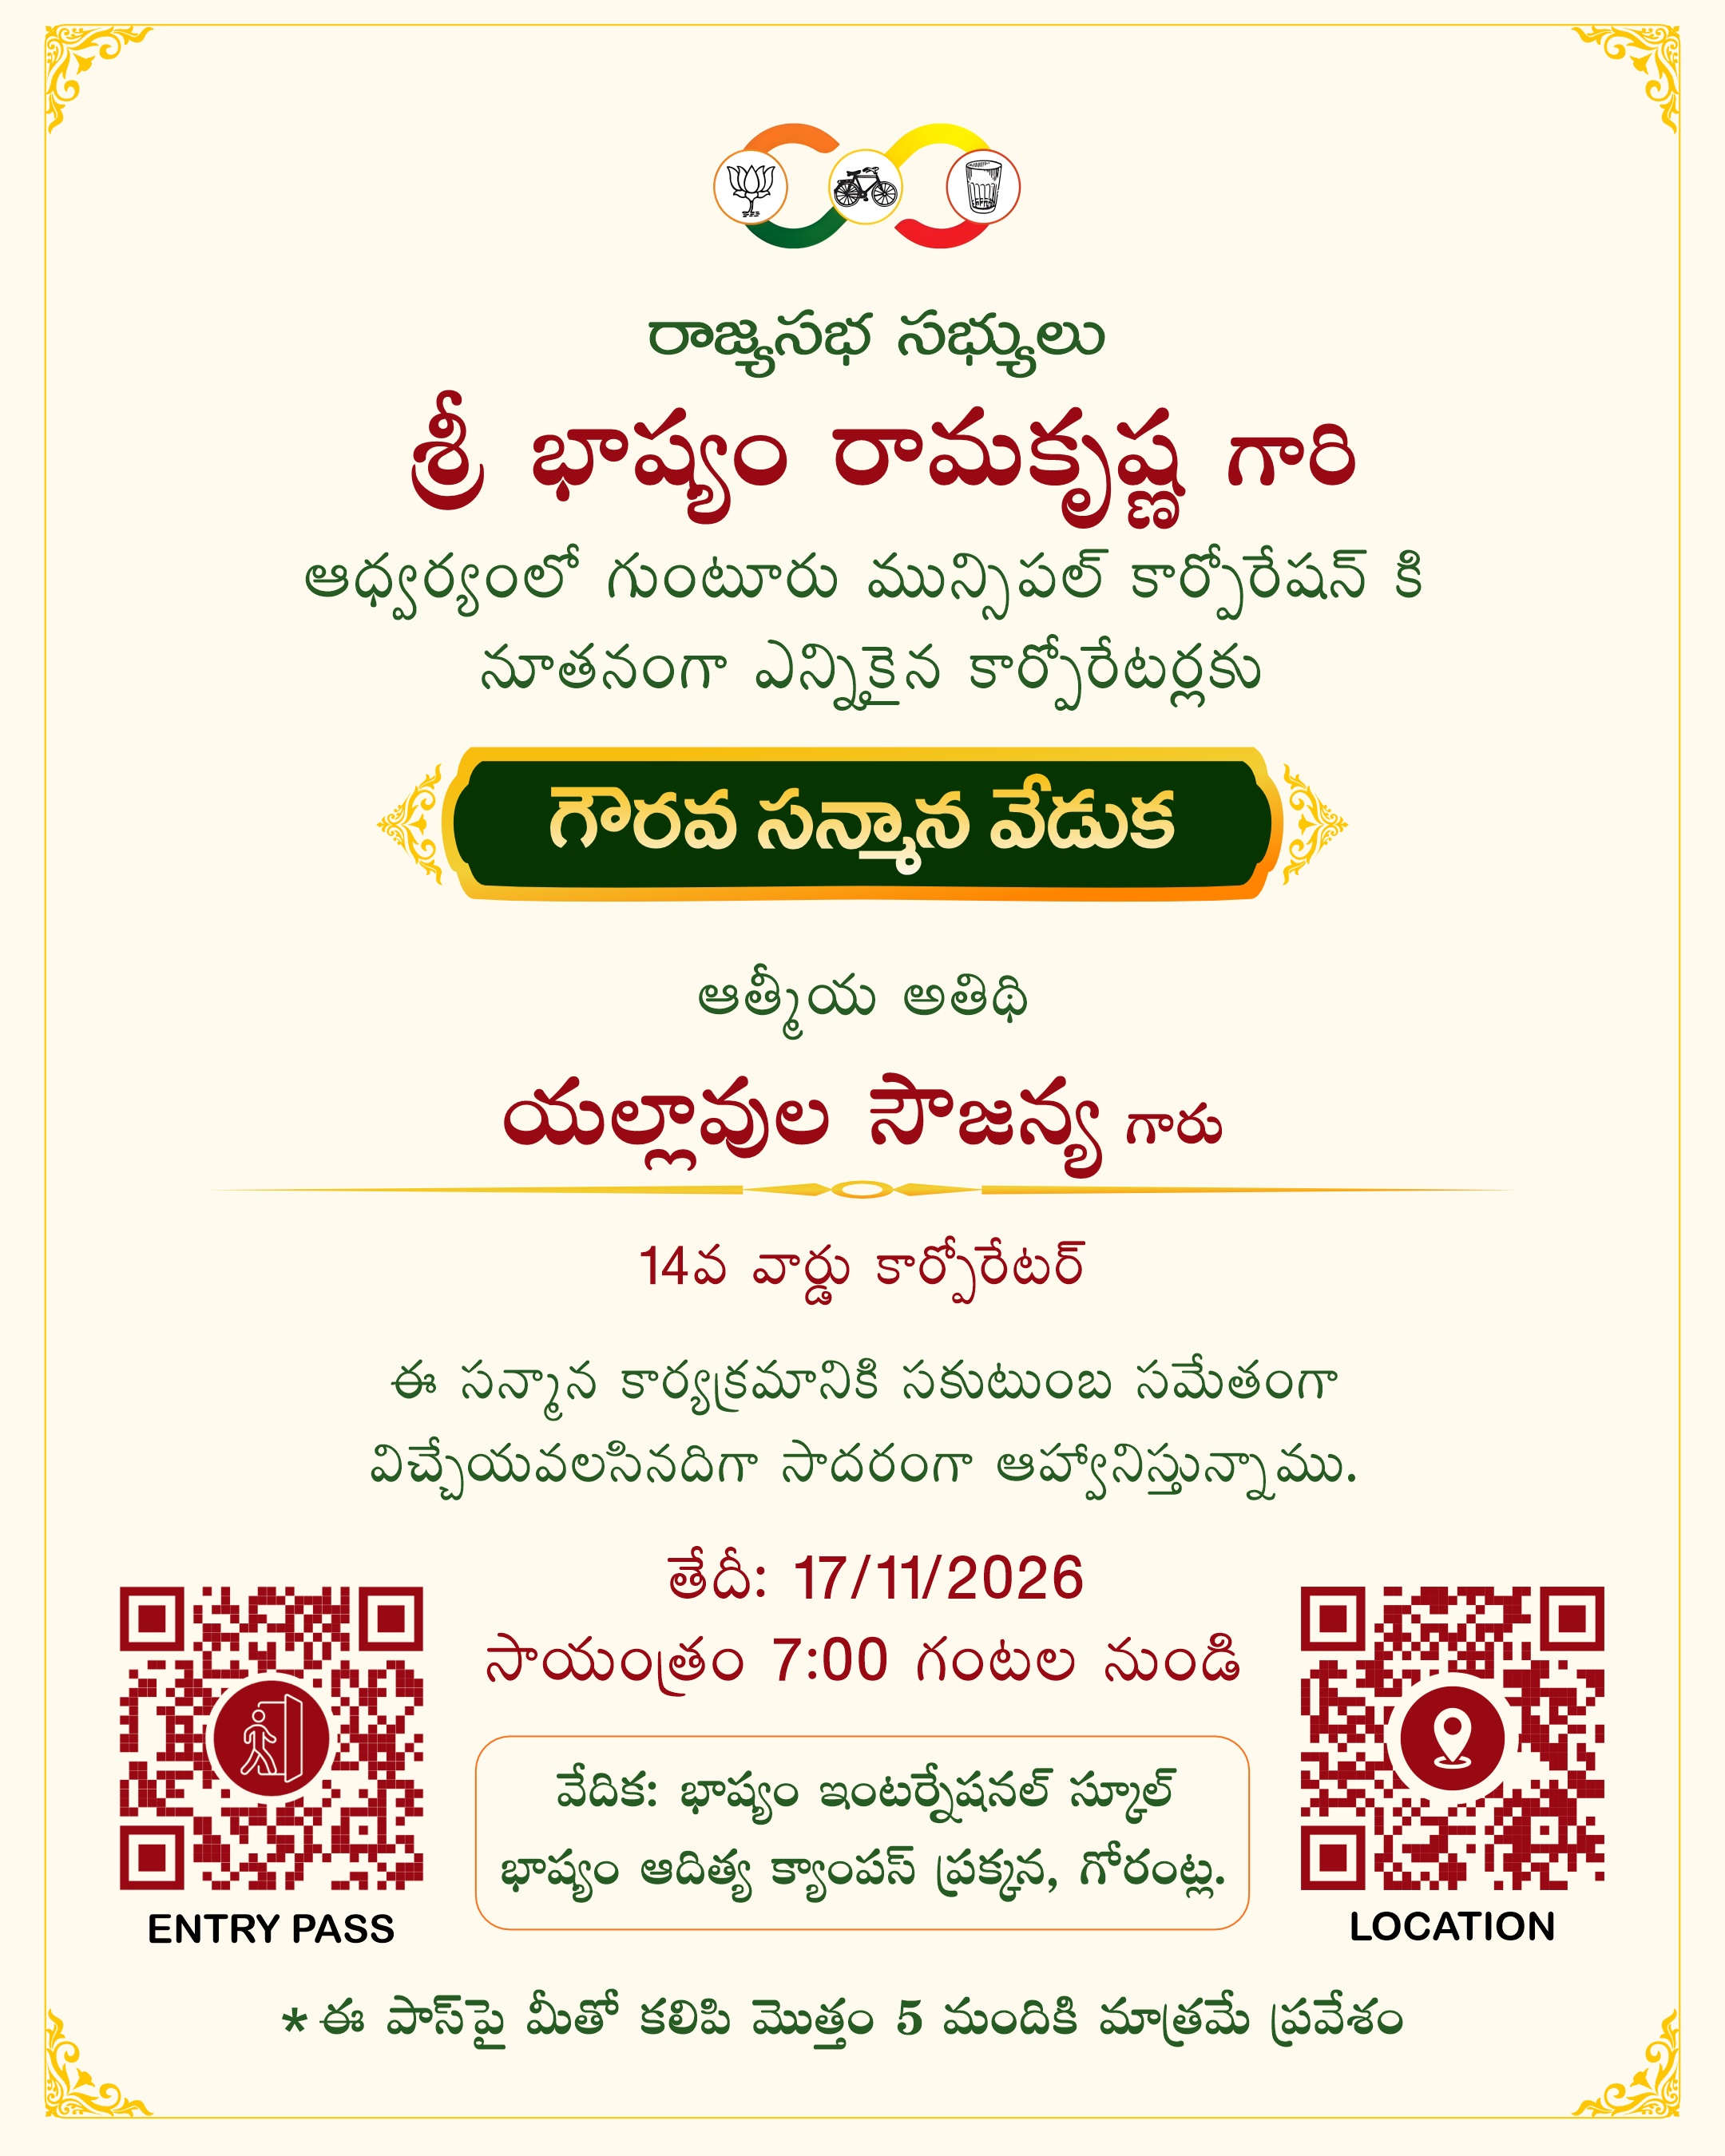 రాజ్యసభ సభ్యులు
శ్రీ భాష్యం రామకృష్ణ గారి
ఆధ్వర్యంలో గుంటూరు మున్సిపల్ కార్పోరేషన్ కి
నూతనంగా ఎన్నికైన కార్పోరేటర్లకు
గౌరవ సన్మాన వేడుక
ఆత్మీయ అతిథి
యల్లావుల సౌజన్య గారు
14వ వార్డు కార్పోరేటర్
ఈ సన్మాన కార్యక్రమానికి సకుటుంబ సమేతంగా
విచ్చేయవలసినదిగా సాదరంగా ఆహ్వానిస్తున్నాము.
తేదీ: 17/11/2026
సాయంత్రం 7:00 గంటల నుండి
వేదిక: భాష్యం ఇంటర్నేషనల్ స్కూల్
భాష్యం ఆదిత్య క్యాంపస్ ప్రక్కన, గోరంట్ల.
ENTRY PASS
LOCATION
* ఈ పాస్‌పై మీతో కలిపి మొత్తం 5 మందికి మాత్రమే ప్రవేశం